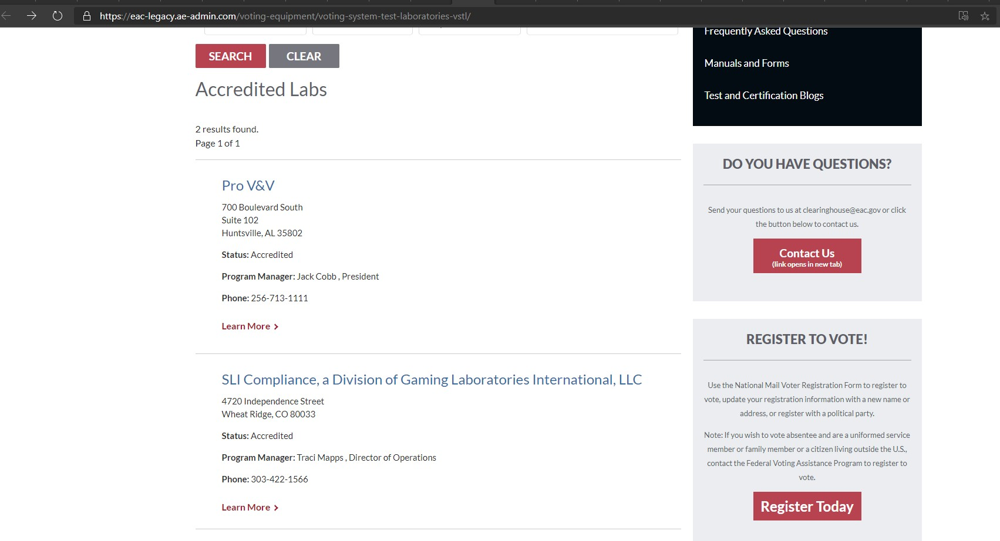 https://eac-legacy.ae-admin.com/voting-equipment/voting-system-test-laboratories-vstl/
SEARCH
CLEAR
Accredited Labs
2 results found.
Page 1 of 1
Pro V&V
700 Boulevard South
Suite 102
Huntsville, AL 35802
Status: Accredited
Program Manager: Jack Cobb , President
Phone: 256-713-1111
Learn More
SLI Compliance, a Division of Gaming Laboratories International, LLC
4720 Independence Street
Wheat Ridge, CO 80033
Status: Accredited
Program Manager: Traci Mapps , Director of Operations
Phone: 303-422-1566
Learn More
Frequently Asked Questions
Manuals and Forms
Test and Certification Blogs
DO YOU HAVE QUESTIONS?
Send your questions to us at clearinghouse@eac.gov or click
the button below to contact us.
Contact Us
(link opens in new tab)
REGISTER TO VOTE!
Use the National Mail Voter Registration Form to register to
vote, update your registration information with a new name or
address, or register with a political party.
Note: If you wish to vote absentee and are a uniformed service
member or family member or a citizen living outside the U.S.,
contact the Federal Voting Assistance Program to register to
vote.
Register Today